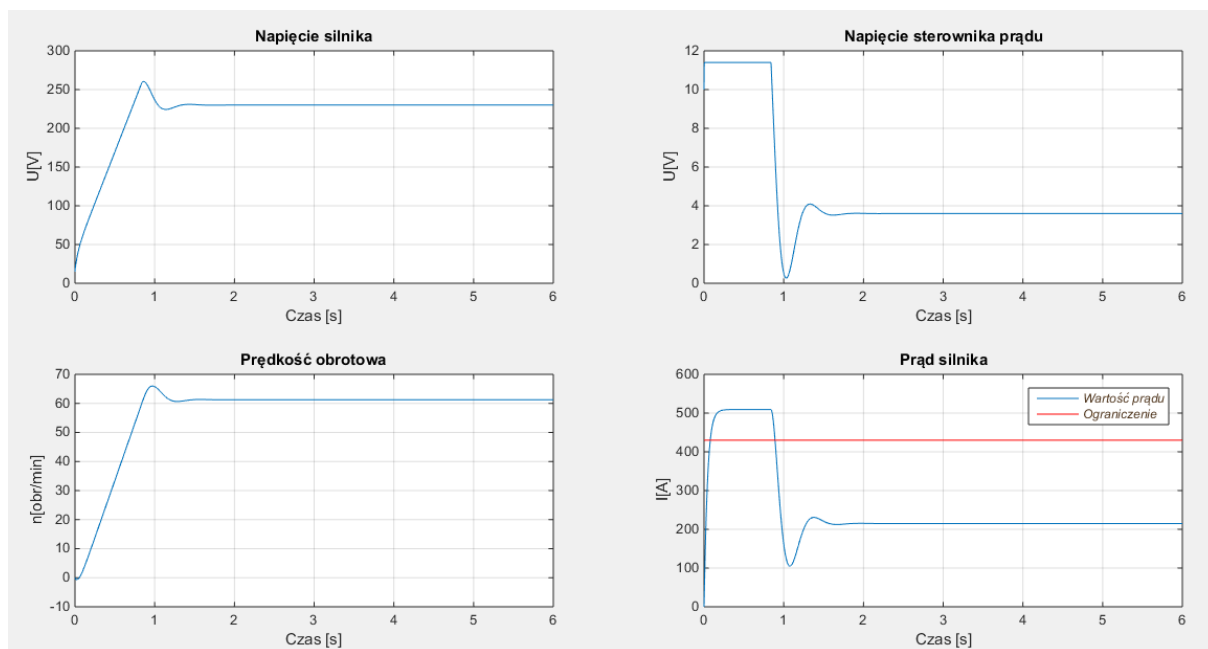 Napięcie silnika
300
250
200
150
100
50
0
U[V]
0 1 2 3 4 5 6
Czas [s]
Napięcie sterownika prądu
12
10
8
6
4
2
0
U[V]
0 1 2 3 4 5 6
Czas [s]
Prędkość obrotowa
70
60
50
40
30
20
10
0
-10
n[obr/min]
0 1 2 3 4 5 6
Czas [s]
Prąd silnika
600
500
400
300
200
100
0
I[A]
Wartość prądu
Ograniczenie
0 1 2 3 4 5 6
Czas [s]